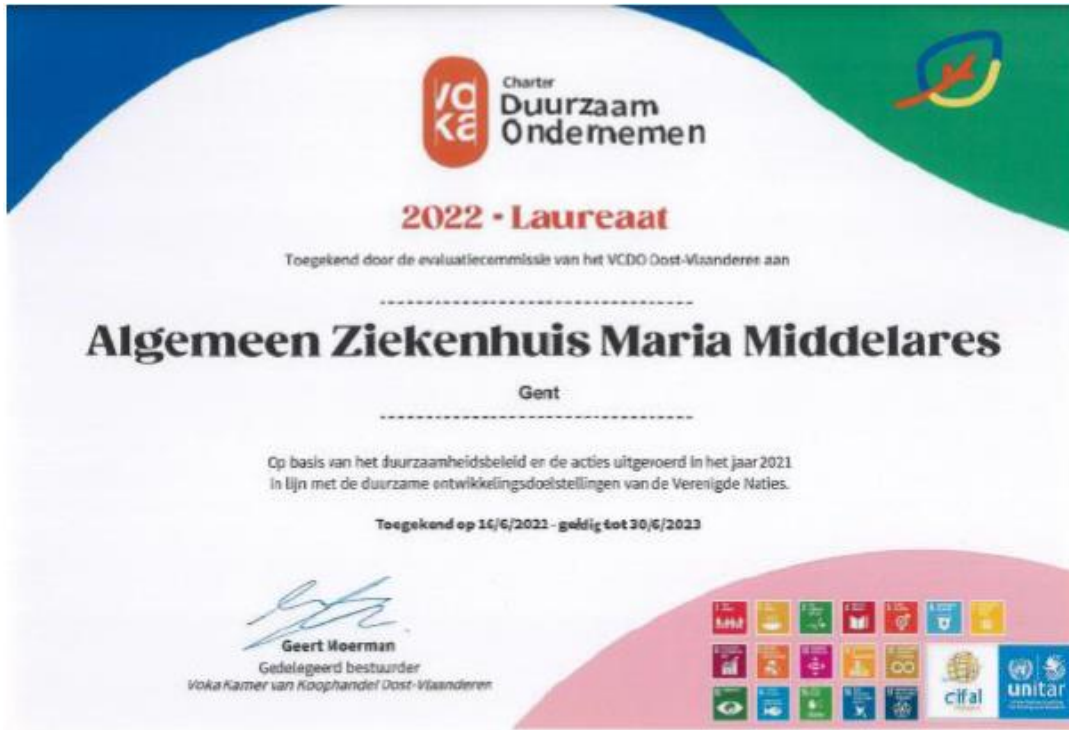 voka
Charter
Duurzaam
Ondernemen
2022 - Laureaat
Toegekend door de evaluatiecommissie van het VCDO Oost-Vlaanderen aan
Algemeen Ziekenhuis Maria Middelares
Gent
Op basis van het duurzaamheidsbeleid en de acties uitgevoerd in het jaar 2021
In lijn met de duurzame ontwikkelingsdoelstellingen van de Verenigde Naties.
Toegekend op 16/6/2022 - geldig tot 30/6/2023
Geert Moerman
Gedelegeerd bestuurder
Voka Kamer van Koophandel Oost-Vlaanderen
cifal
unitar